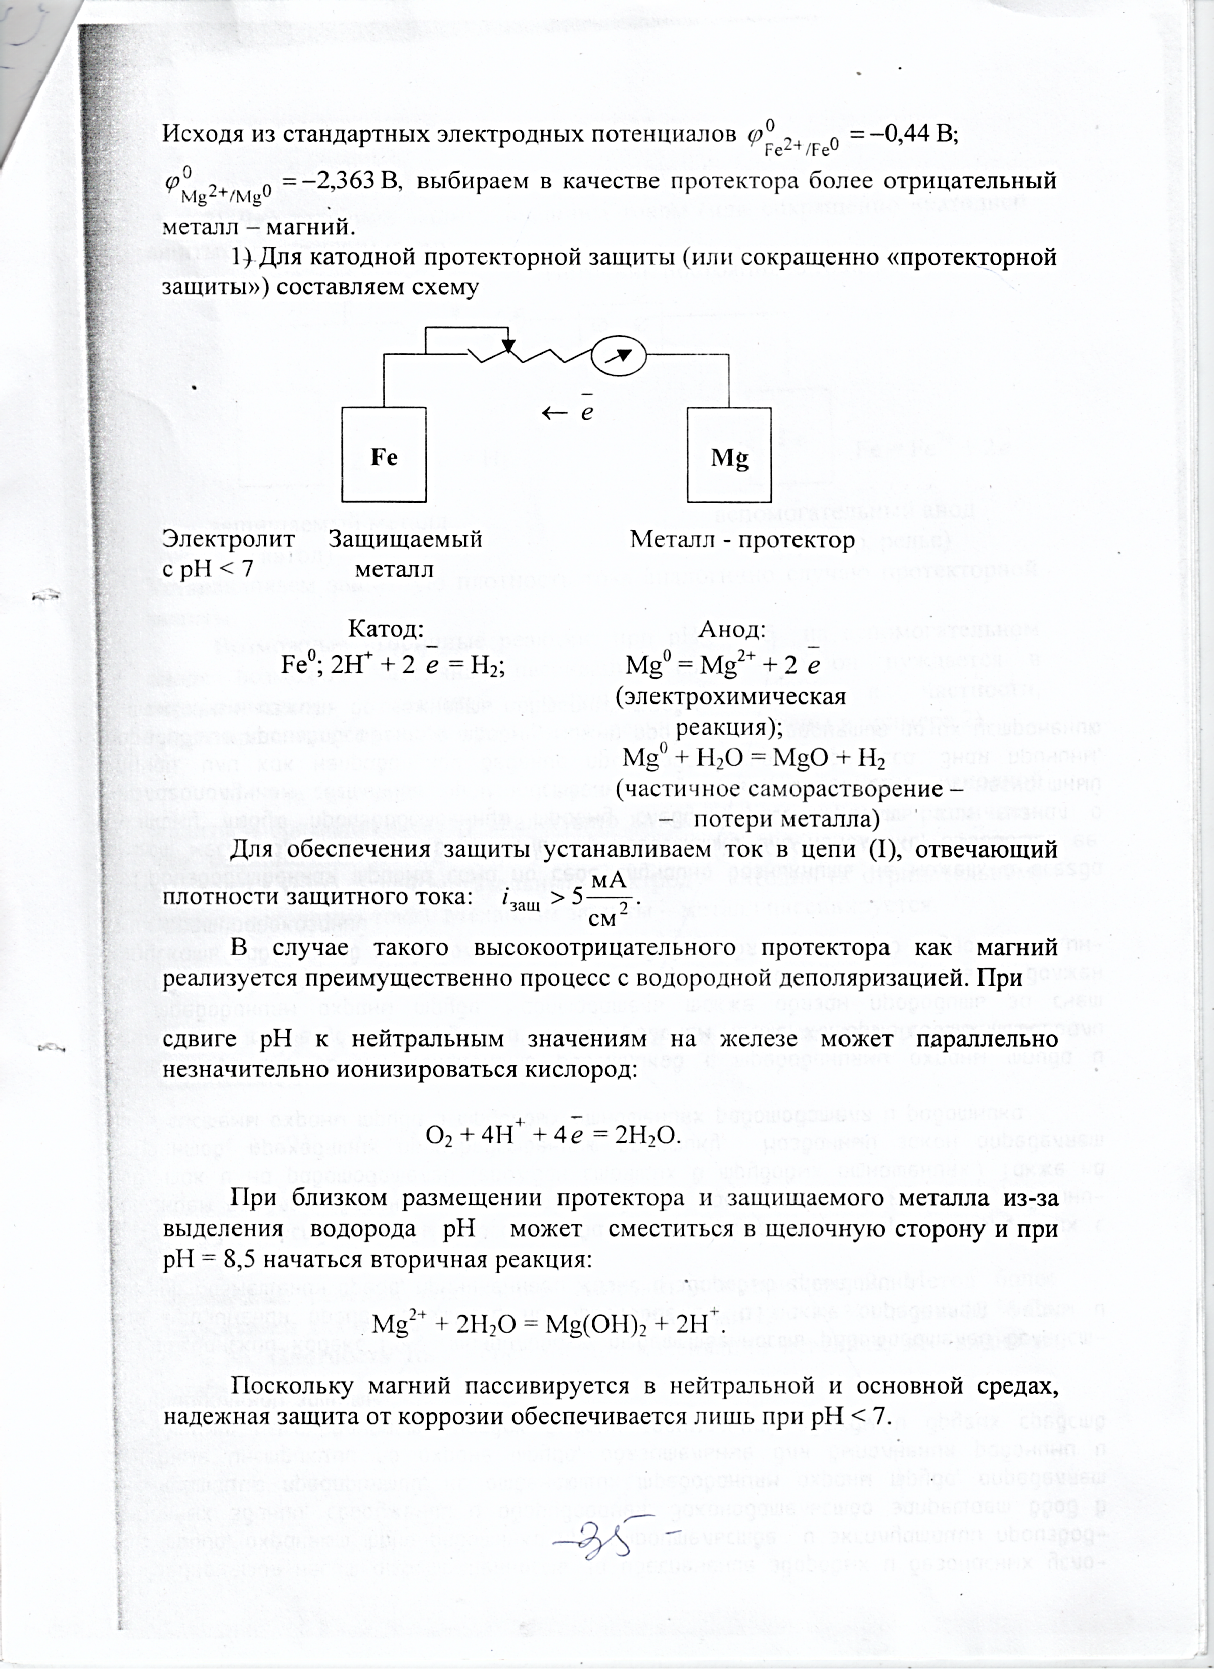 Исходя из стандартных электродных потенциалов φ⁰ Fe²⁺/Fe⁰ = –0,44 В;
φ⁰ Mg²⁺/Mg⁰ = –2,363 В, выбираем в качестве протектора более отрицательный
металл – магний.
1) Для катодной протекторной защиты (или сокращенно «протекторной
защиты») составляем схему
← e̅
Fe
Mg
Электролит Защищаемый Металл - протектор
с pH < 7 металл
Катод: Анод:
Fe⁰; 2H⁺ + 2 e̅ = H₂; Mg⁰ = Mg²⁺ + 2 e̅
(электрохимическая
реакция);
Mg⁰ + H₂O = MgO + H₂
(частичное саморастворение –
– потери металла)
Для обеспечения защиты устанавливаем ток в цепи (I), отвечающий
плотности защитного тока: iзащ > 5 мА/см².
В случае такого высокоотрицательного протектора как магний
реализуется преимущественно процесс с водородной деполяризацией. При
сдвиге pH к нейтральным значениям на железе может параллельно
незначительно ионизироваться кислород:
O₂ + 4H⁺ + 4e̅ = 2H₂O.
При близком размещении протектора и защищаемого металла из-за
выделения водорода pH может сместиться в щелочную сторону и при
pH = 8,5 начаться вторичная реакция:
Mg²⁺ + 2H₂O = Mg(OH)₂ + 2H⁺.
Поскольку магний пассивируется в нейтральной и основной средах,
надежная защита от коррозии обеспечивается лишь при pH < 7.
–35–